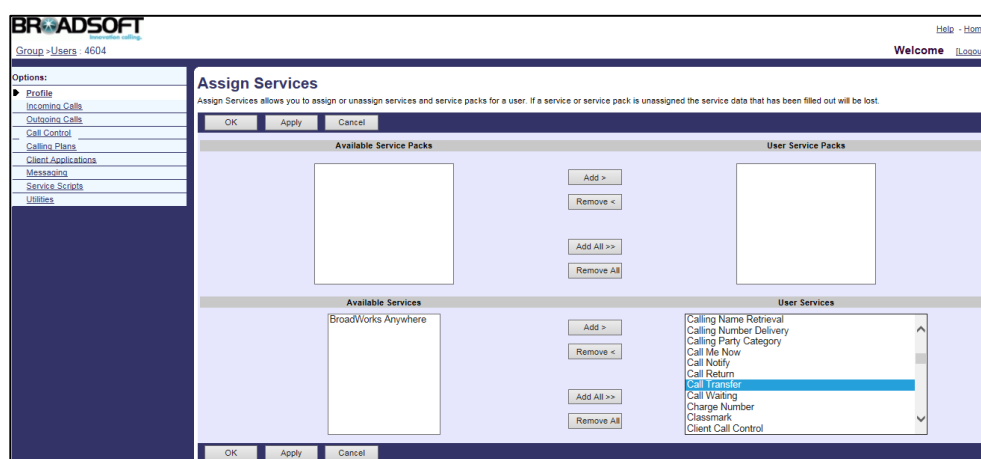 BROADSOFT
Innovation calling.
Help - Hom
Group >Users : 4604
Welcome [Logou
Options:
Profile
Incoming Calls
Outgoing Calls
Call Control
Calling Plans
Client Applications
Messaging
Service Scripts
Utilities
Assign Services
Assign Services allows you to assign or unassign services and service packs for a user. If a service or service pack is unassigned the service data that has been filled out will be lost.
OK Apply Cancel
Available Service Packs
User Service Packs
Add >
Remove <
Add All >>
Remove All
Available Services
User Services
BroadWorks Anywhere
Add >
Remove <
Add All >>
Remove All
Calling Name Retrieval
Calling Number Delivery
Calling Party Category
Call Me Now
Call Notify
Call Return
Call Transfer
Call Waiting
Charge Number
Classmark
Client Call Control
OK Apply Cancel